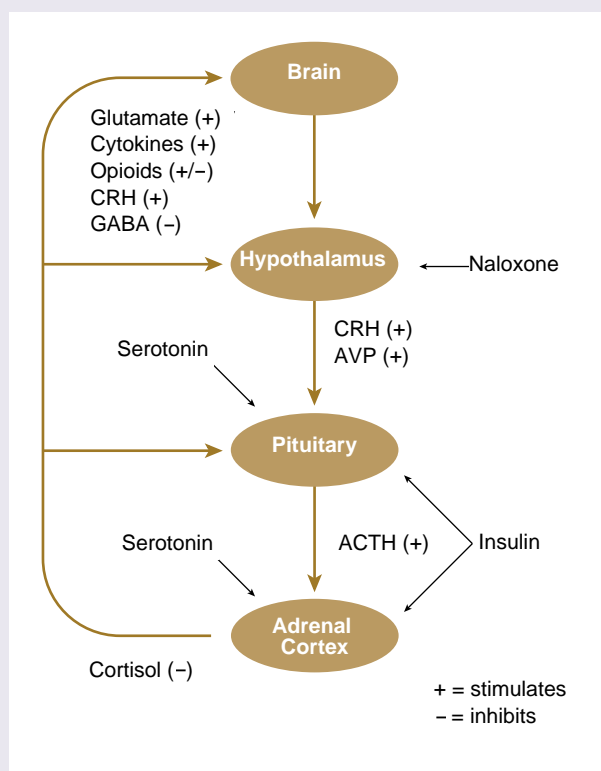 Brain
Glutamate (+)
Cytokines (+)
Opioids (+/−)
CRH (+)
GABA (−)
Hypothalamus
Naloxone
CRH (+)
AVP (+)
Serotonin
Pituitary
Serotonin
ACTH (+)
Insulin
Adrenal
Cortex
Cortisol (−)
+ = stimulates
− = inhibits